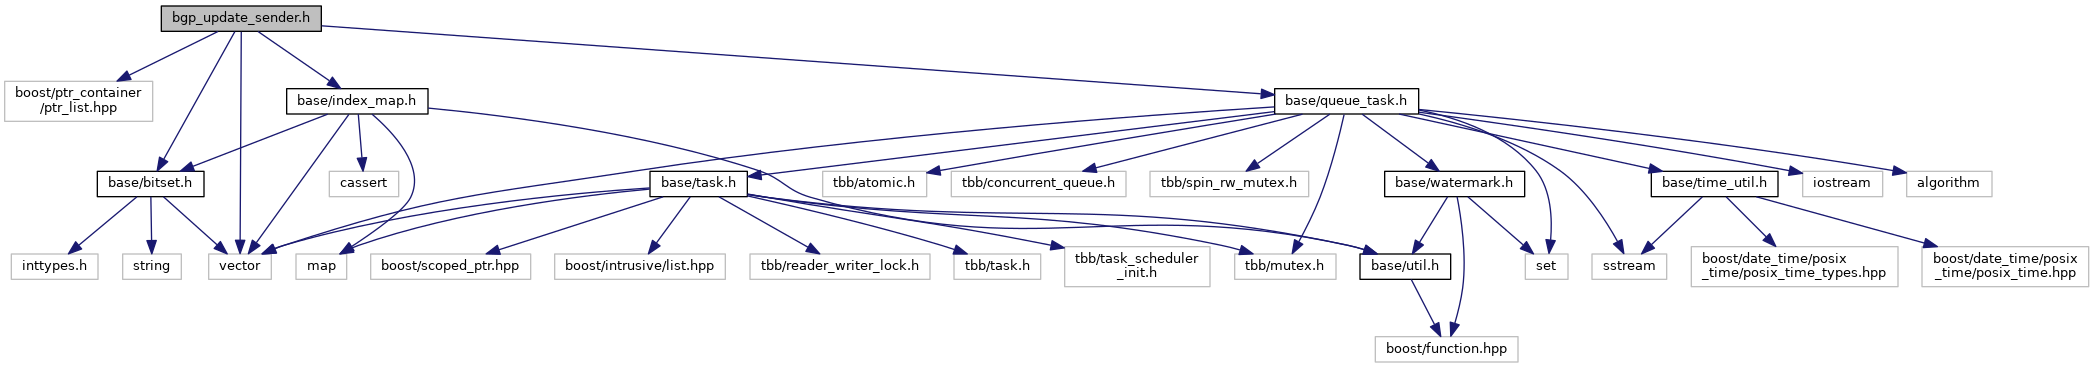 bgp_update_sender.h
boost/ptr_container
/ptr_list.hpp
base/index_map.h
base/queue_task.h
base/bitset.h
cassert
base/task.h
tbb/atomic.h
tbb/concurrent_queue.h
tbb/spin_rw_mutex.h
base/watermark.h
base/time_util.h
iostream
algorithm
inttypes.h
string
vector
map
boost/scoped_ptr.hpp
boost/intrusive/list.hpp
tbb/reader_writer_lock.h
tbb/task.h
tbb/task_scheduler
_init.h
tbb/mutex.h
base/util.h
set
sstream
boost/date_time/posix
_time/posix_time_types.hpp
boost/date_time/posix
_time/posix_time.hpp
boost/function.hpp